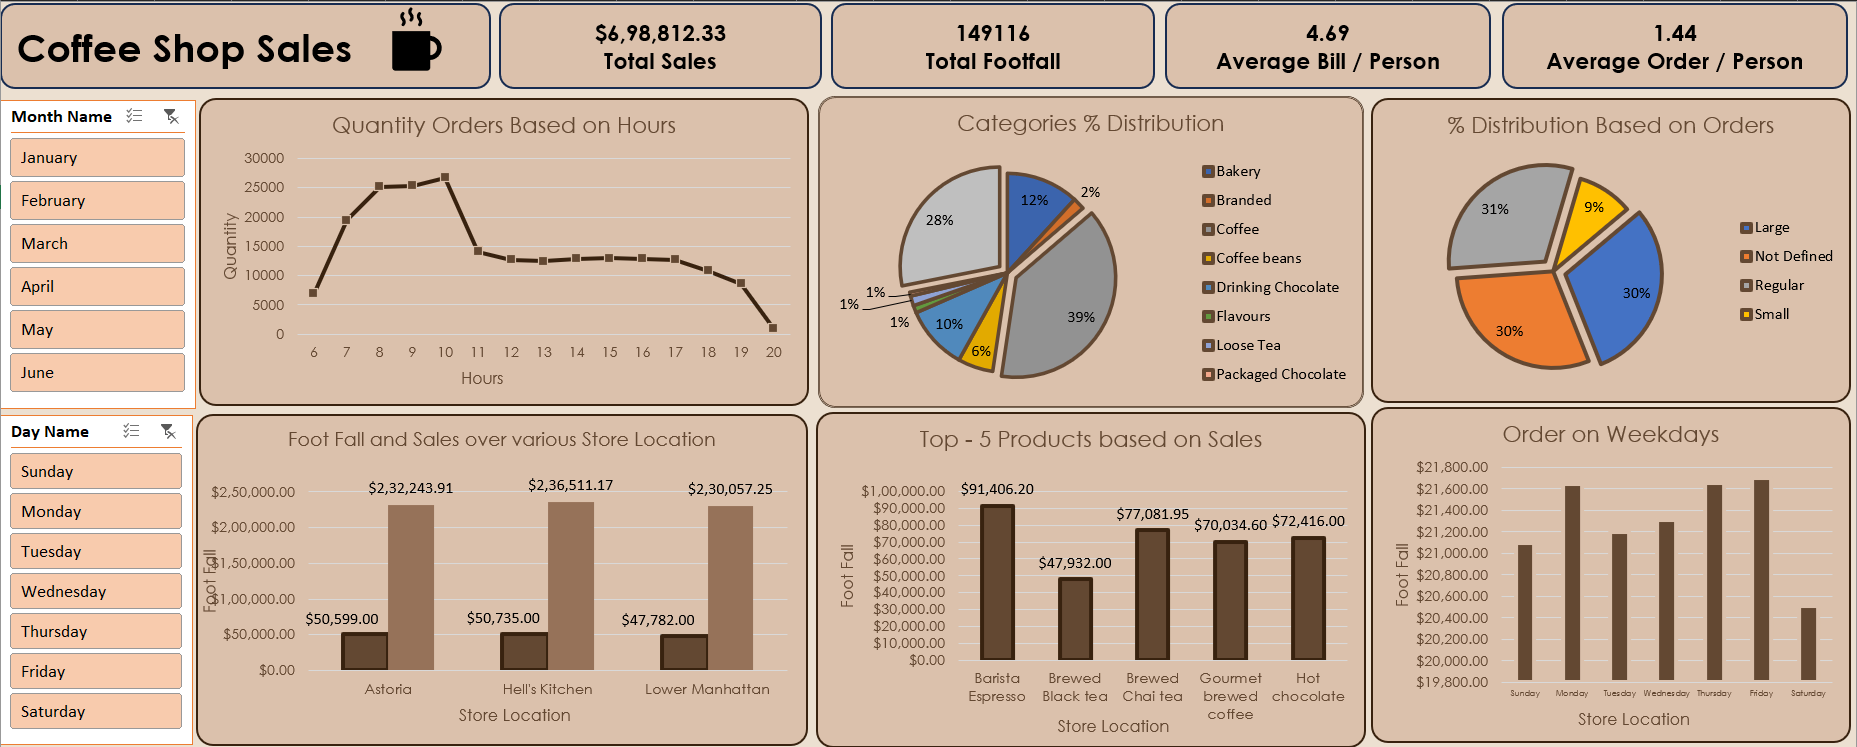 Coffee Shop Sales
$6,98,812.33
Total Sales
149116
Total Footfall
4.69
Average Bill / Person
1.44
Average Order / Person
Month Name
January
February
March
April
May
June
Day Name
Sunday
Monday
Tuesday
Wednesday
Thursday
Friday
Saturday
Quantity Orders Based on Hours
Quantity
30000
25000
20000
15000
10000
5000
0
6 7 8 9 10 11 12 13 14 15 16 17 18 19 20
Hours
Categories % Distribution
28%
12%
2%
39%
6%
10%
1%
1%
1%
Bakery
Branded
Coffee
Coffee beans
Drinking Chocolate
Flavours
Loose Tea
Packaged Chocolate
% Distribution Based on Orders
31%
9%
30%
30%
Large
Not Defined
Regular
Small
Foot Fall and Sales over various Store Location
Foot Fall
$2,50,000.00
$2,00,000.00
$1,50,000.00
$1,00,000.00
$50,000.00
$0.00
$2,32,243.91 $2,36,511.17 $2,30,057.25
$50,599.00 $50,735.00 $47,782.00
Astoria Hell's Kitchen Lower Manhattan
Store Location
Top - 5 Products based on Sales
Foot Fall
$1,00,000.00
$90,000.00
$80,000.00
$70,000.00
$60,000.00
$50,000.00
$40,000.00
$30,000.00
$20,000.00
$10,000.00
$0.00
$91,406.20 $47,932.00 $77,081.95 $70,034.60 $72,416.00
Barista Brewed Brewed Gourmet Hot
Espresso Black tea Chai tea brewed chocolate
coffee
Store Location
Order on Weekdays
Foot Fall
$21,800.00
$21,600.00
$21,400.00
$21,200.00
$21,000.00
$20,800.00
$20,600.00
$20,400.00
$20,200.00
$20,000.00
$19,800.00
Sunday Monday Tuesday Wednesday Thursday Friday Saturday
Store Location